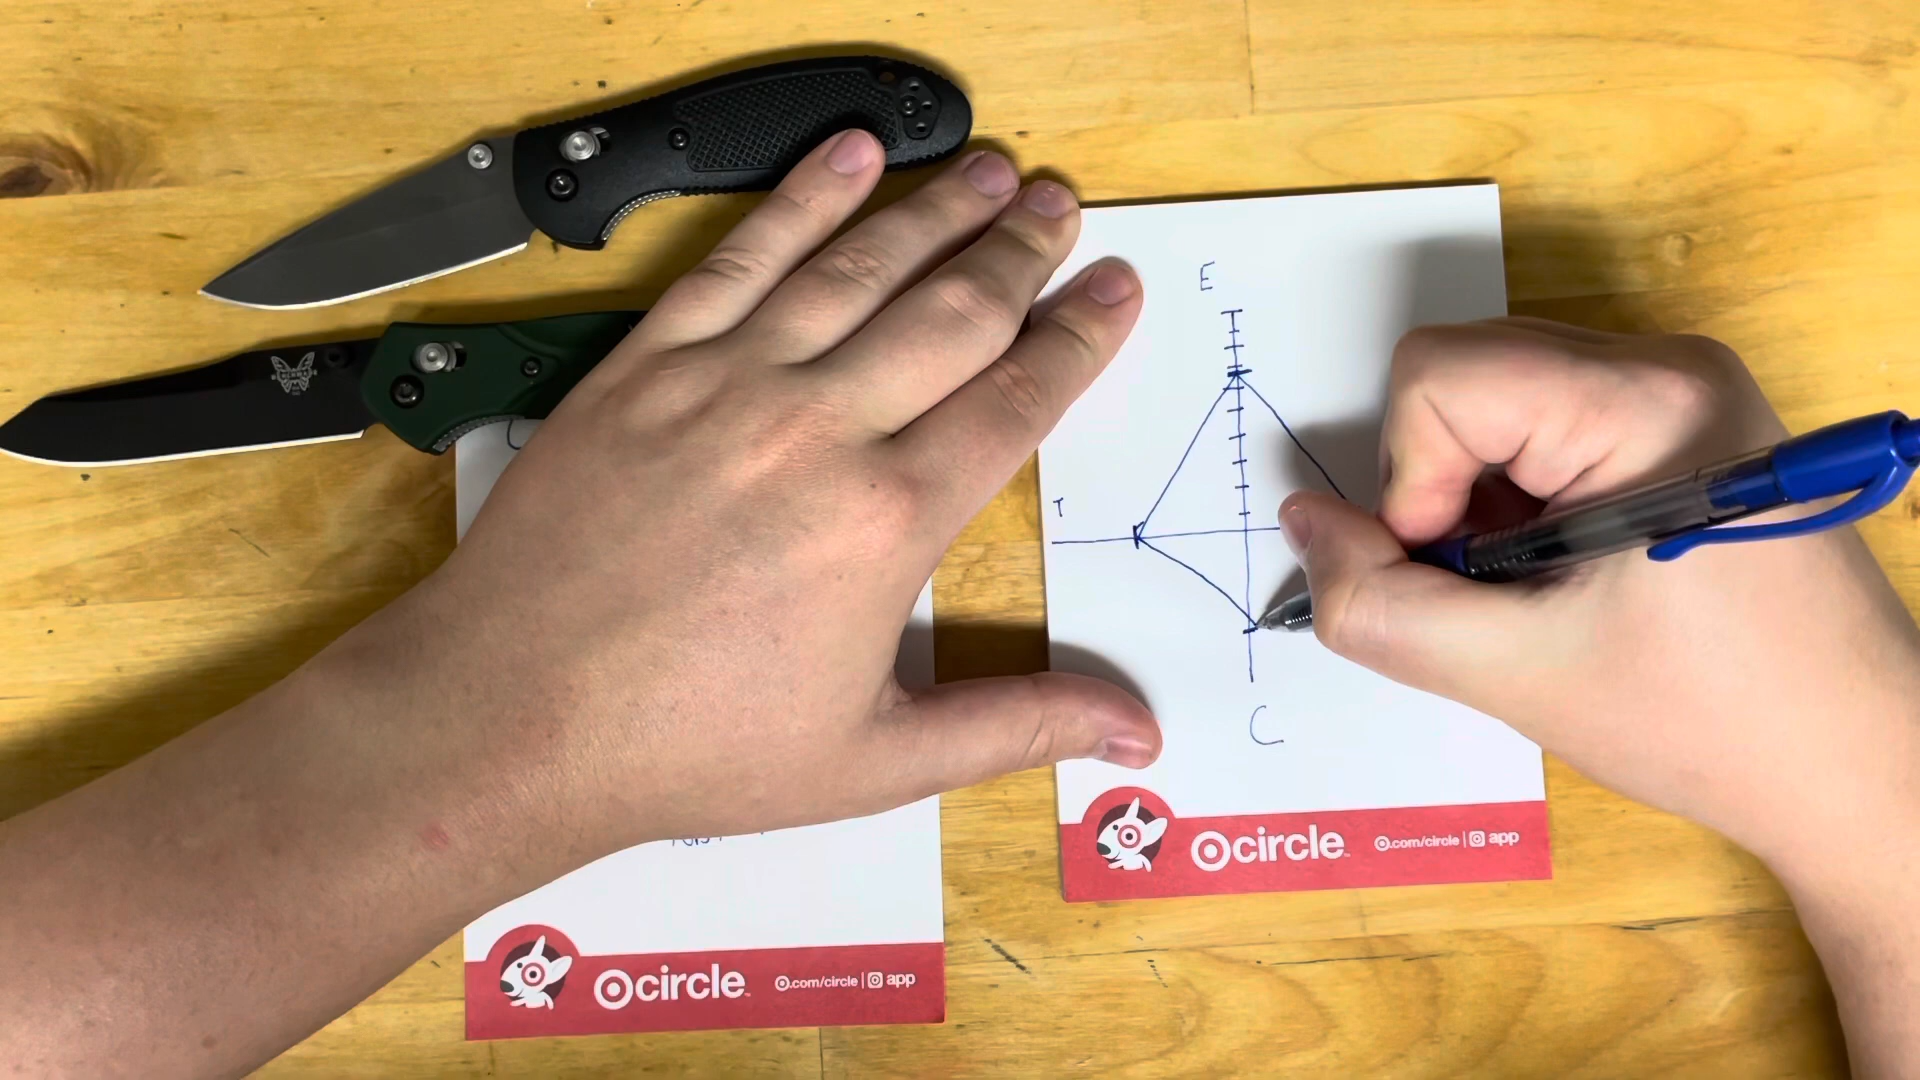 E
T
C
circle
.com/circle | app
circle
.com/circle | app